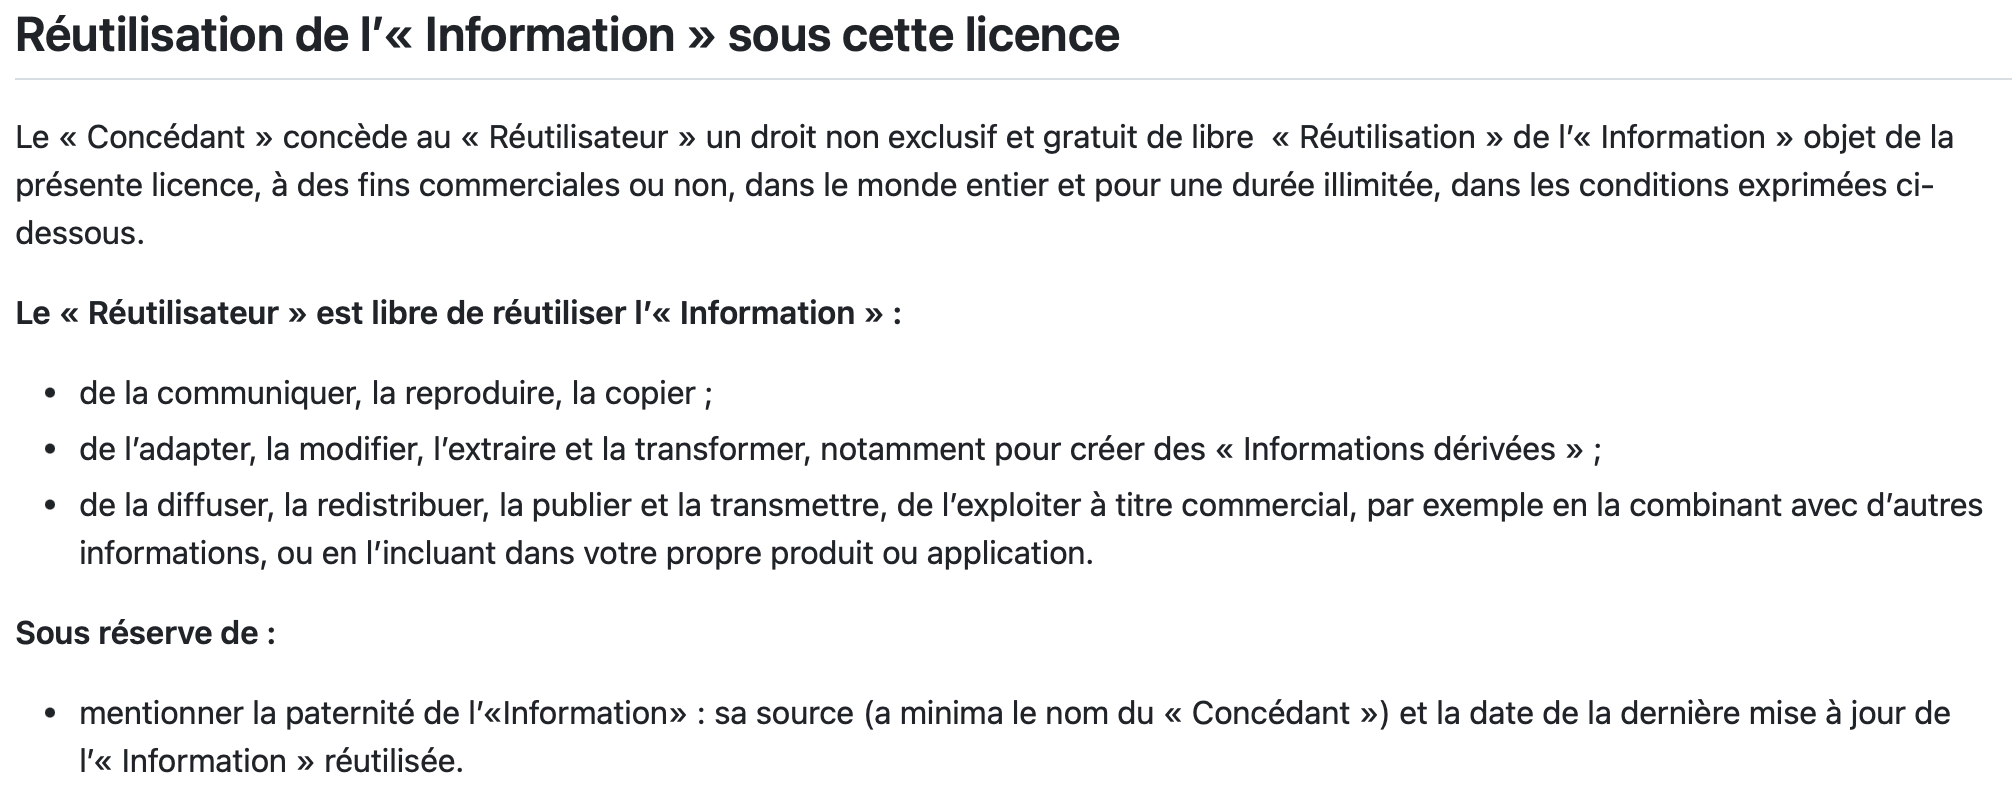 Réutilisation de l’« Information » sous cette licence
Le « Concédant » concède au « Réutilisateur » un droit non exclusif et gratuit de libre  « Réutilisation » de l’« Information » objet de la
présente licence, à des fins commerciales ou non, dans le monde entier et pour une durée illimitée, dans les conditions exprimées ci-
dessous.
Le « Réutilisateur » est libre de réutiliser l’« Information » :
• de la communiquer, la reproduire, la copier ;
• de l’adapter, la modifier, l’extraire et la transformer, notamment pour créer des « Informations dérivées » ;
• de la diffuser, la redistribuer, la publier et la transmettre, de l’exploiter à titre commercial, par exemple en la combinant avec d’autres
informations, ou en l’incluant dans votre propre produit ou application.
Sous réserve de :
• mentionner la paternité de l’«Information» : sa source (a minima le nom du « Concédant ») et la date de la dernière mise à jour de
l’« Information » réutilisée.